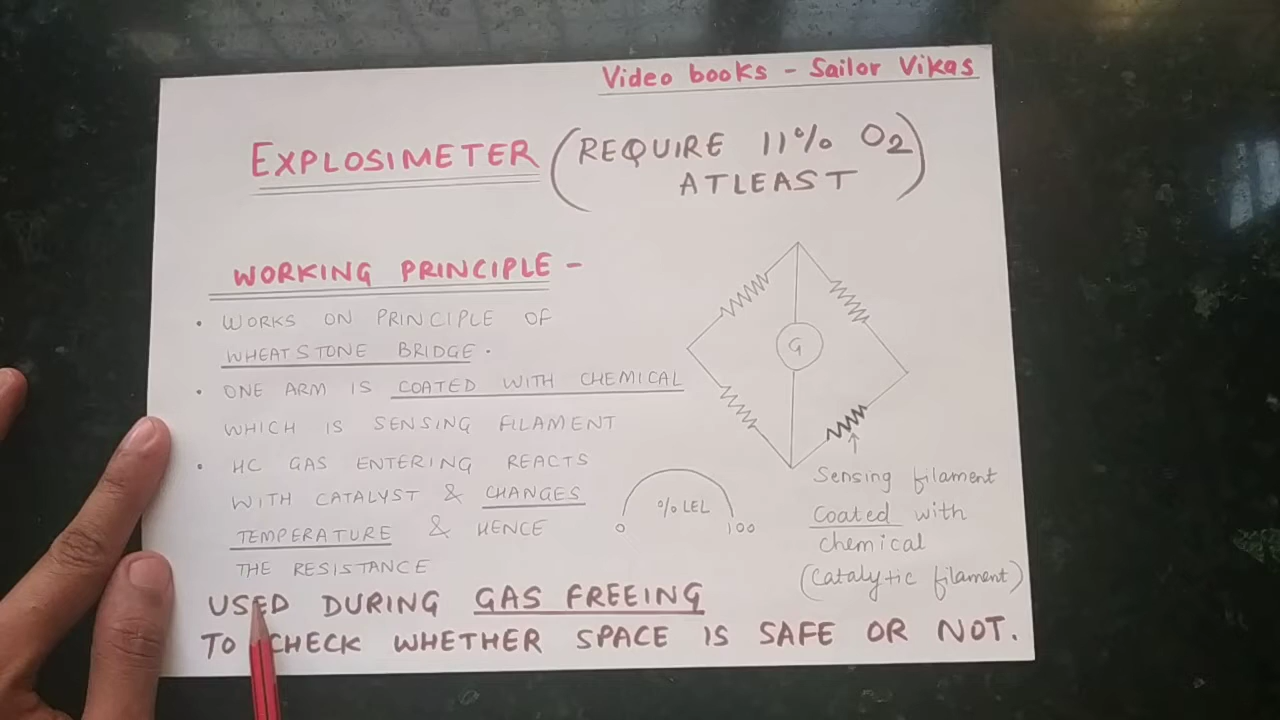 Video books - Sailor Vikas
EXPLOSIMETER (REQUIRE 11% O2
ATLEAST)
WORKING PRINCIPLE -
• WORKS ON PRINCIPLE OF
WHEATSTONE BRIDGE.
• ONE ARM IS COATED WITH CHEMICAL
WHICH IS SENSING FILAMENT
• HC GAS ENTERING REACTS
WITH CATALYST & CHANGES
TEMPERATURE & HENCE
THE RESISTANCE
G
% LEL
0 100
Sensing filament
coated with
chemical
(catalytic filament)
USED DURING GAS FREEING
TO CHECK WHETHER SPACE IS SAFE OR NOT.